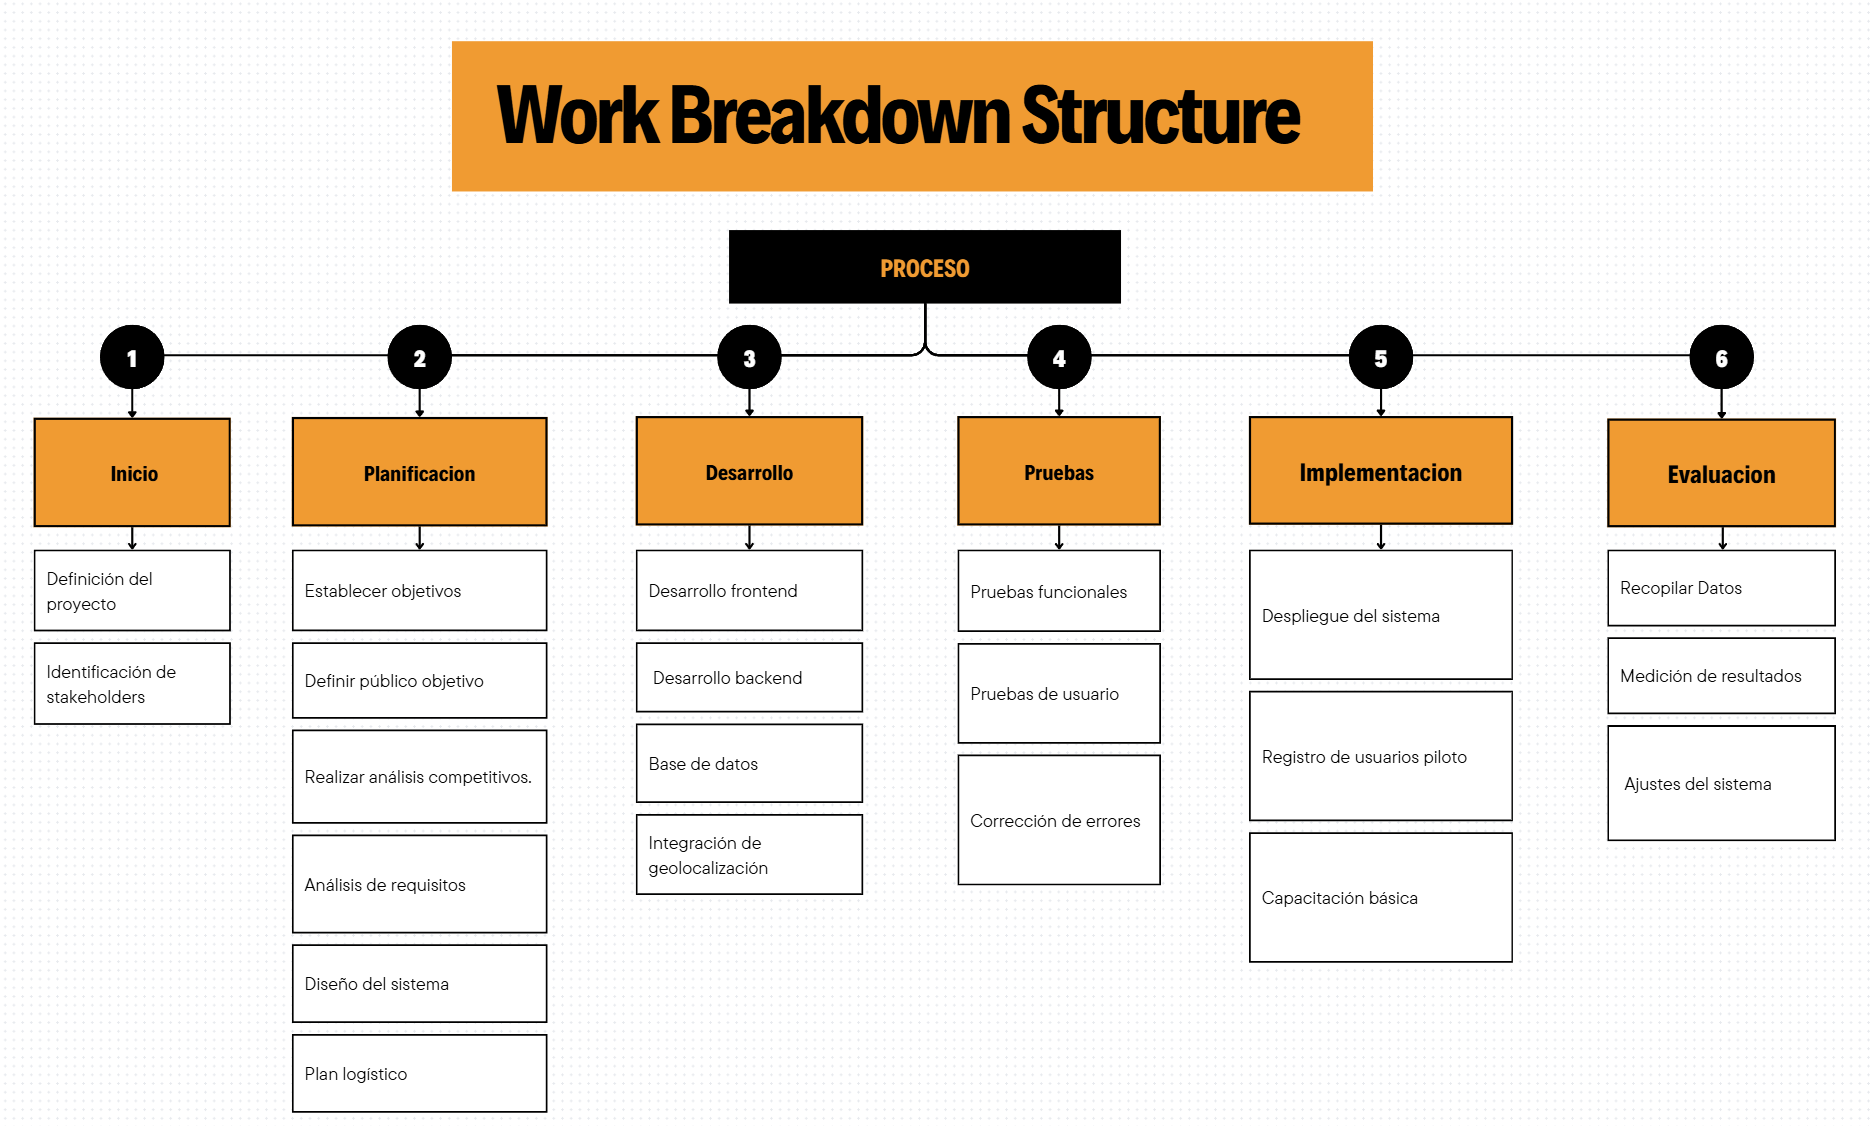 Work Breakdown Structure
PROCESO
1
2
3
4
5
6
Inicio
Planificacion
Desarrollo
Pruebas
Implementacion
Evaluacion
Definición del
proyecto
Identificación de
stakeholders
Establecer objetivos
Definir público objetivo
Realizar análisis competitivos.
Análisis de requisitos
Diseño del sistema
Plan logístico
Desarrollo frontend
Desarrollo backend
Base de datos
Integración de
geolocalización
Pruebas funcionales
Pruebas de usuario
Corrección de errores
Despliegue del sistema
Registro de usuarios piloto
Capacitación básica
Recopilar Datos
Medición de resultados
Ajustes del sistema